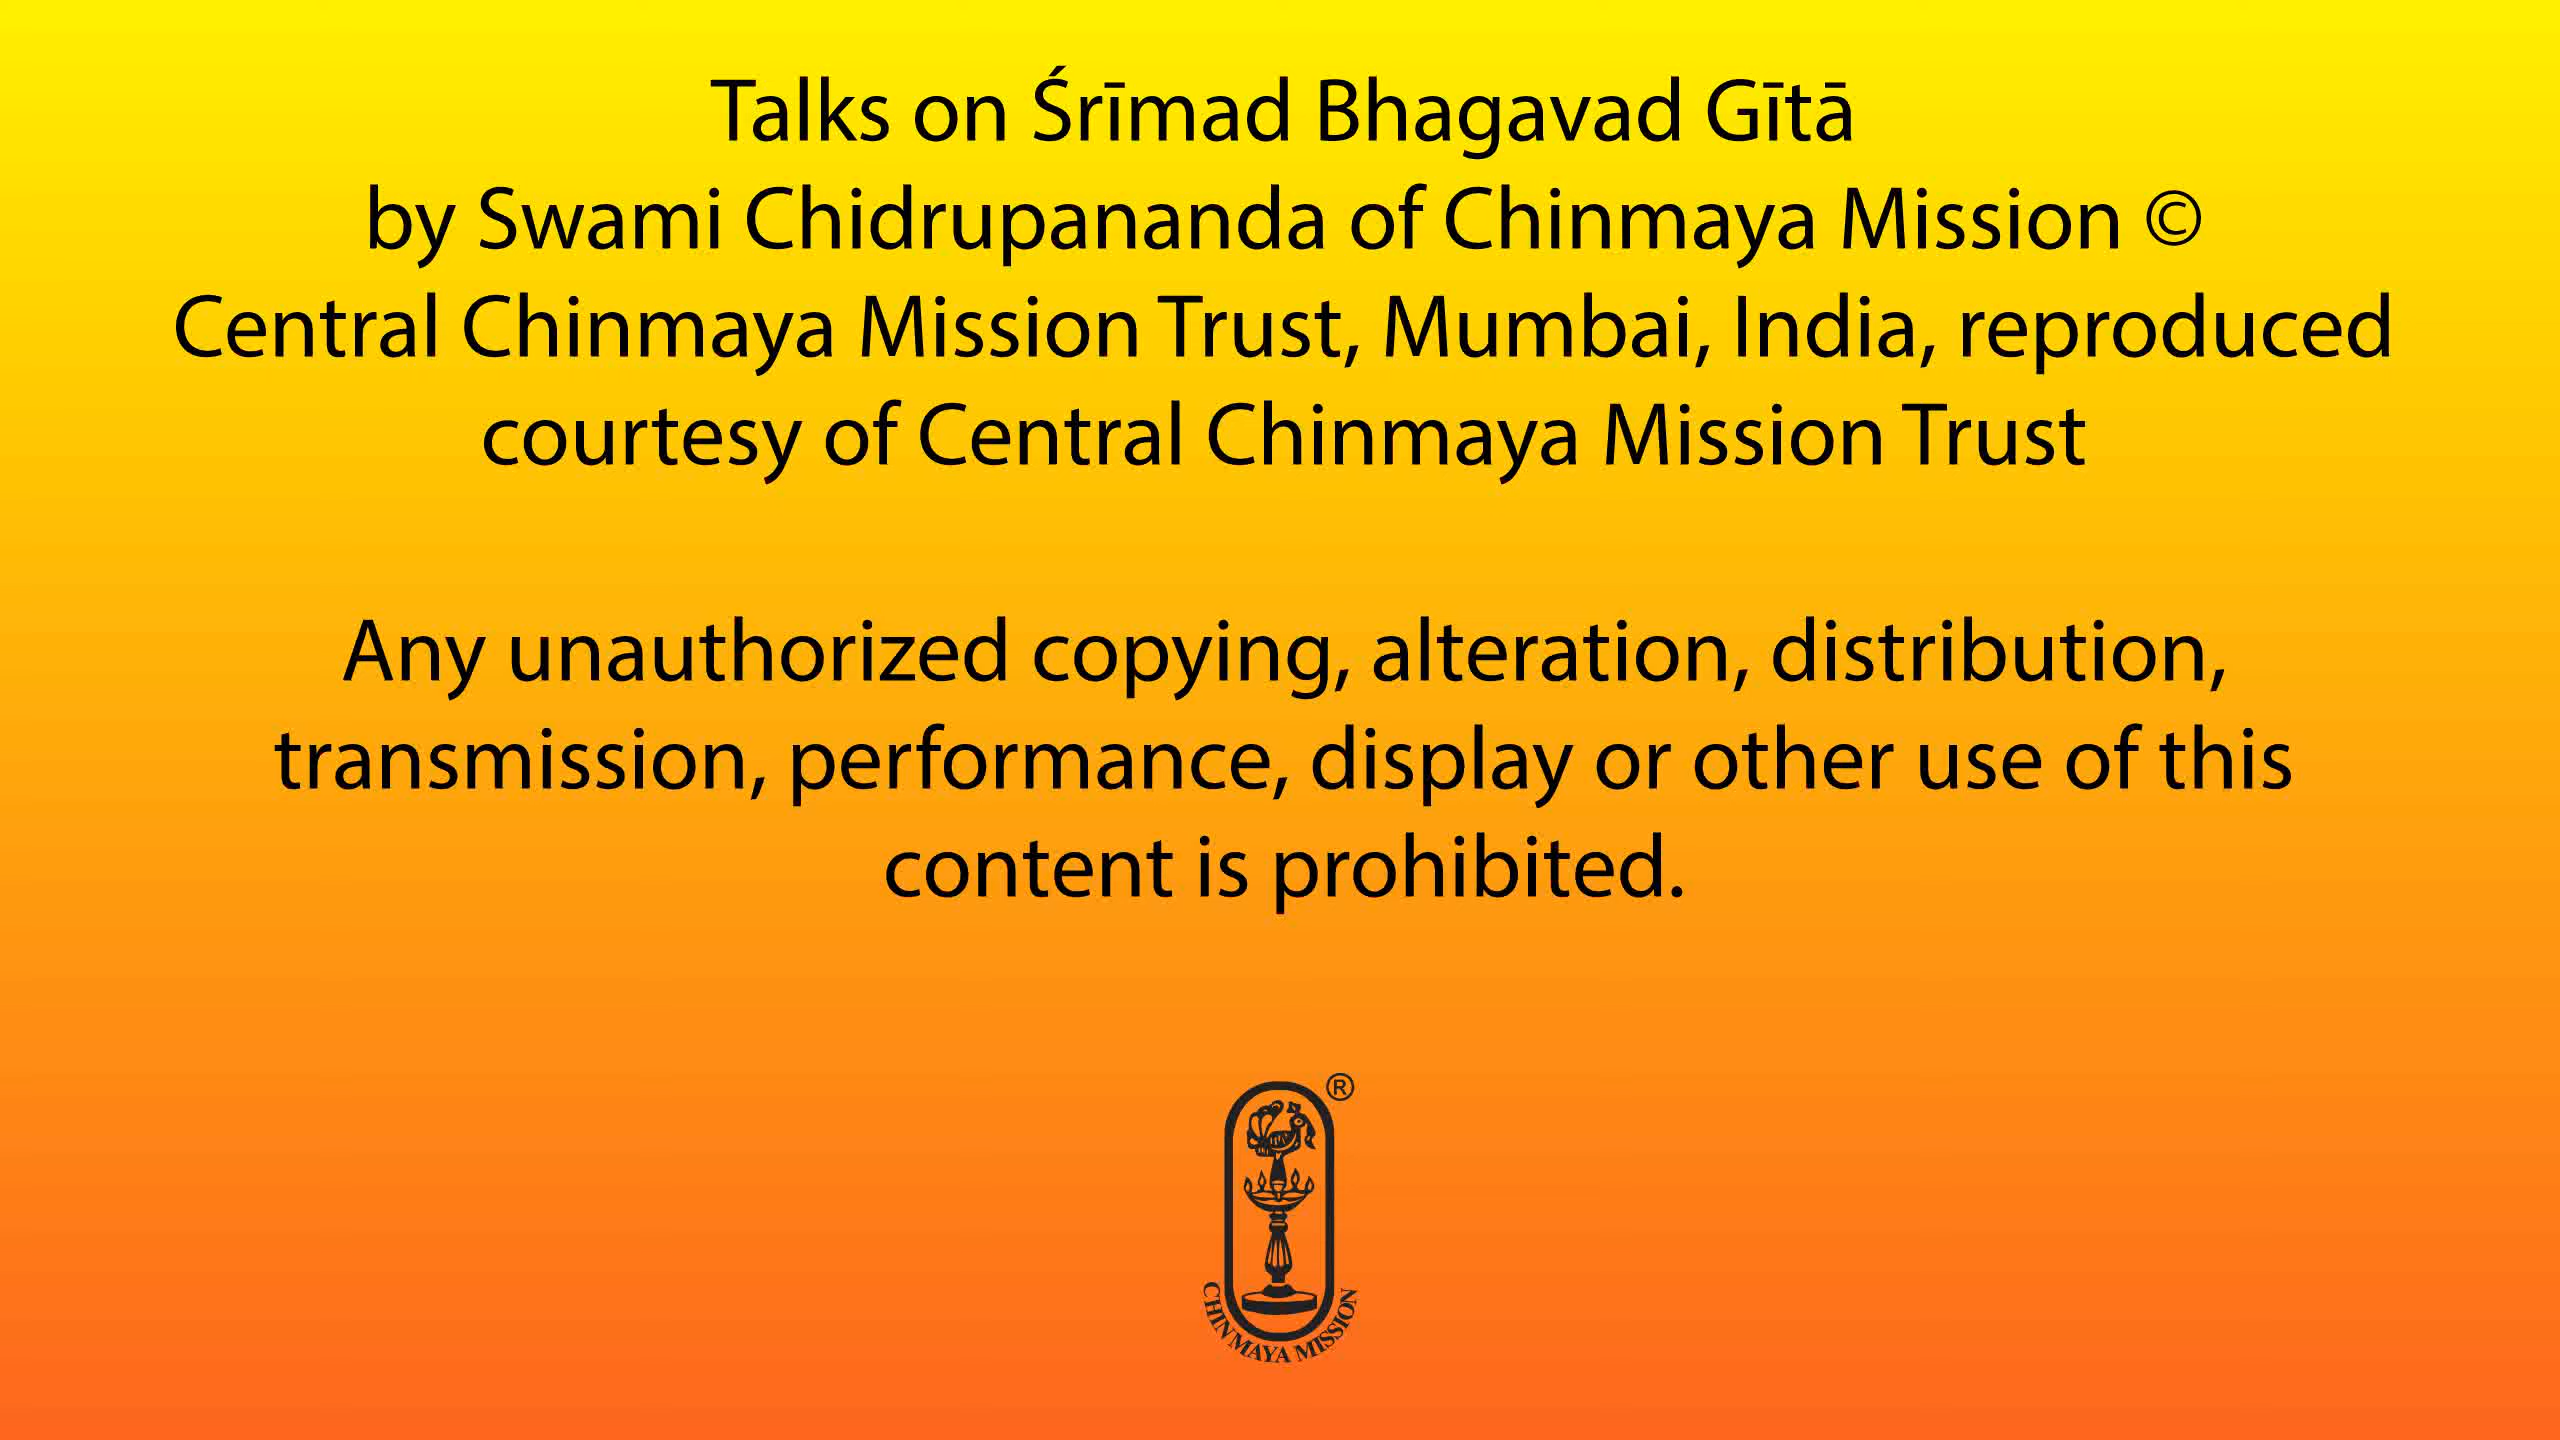 Talks on Śrīmad Bhagavad Gītā
by Swami Chidrupananda of Chinmaya Mission ©
Central Chinmaya Mission Trust, Mumbai, India, reproduced
courtesy of Central Chinmaya Mission Trust
Any unauthorized copying, alteration, distribution,
transmission, performance, display or other use of this
content is prohibited.
®
CHINMAYA MISSION